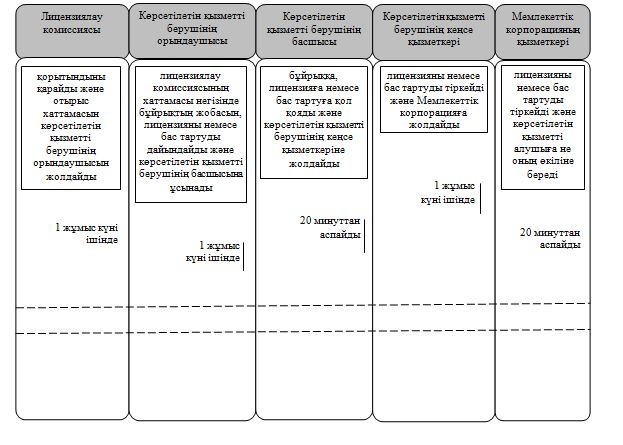 Лицензиялау
комиссиясы
Көрсетілетін қызметті
берушінің
орындаушысы
Көрсетілетін
қызметті берушінің
басшысы
Көрсетілетін қызметті
берушінің кеңсе
қызметкері
Мемлекеттік
корпорацияның
қызметкері
қорытындыны
қарайды және
отырыс
хаттамасын
көрсетілетін
қызметті
берушінің
орындаушысын
жолдайды
1 жұмыс күні
ішінде
лицензиялау
комиссиясының
хаттамасы негізінде
бұйрықтың жобасын,
лицензияны немесе
бас тартуды
дайындайды және
көрсетілетін қызметті
берушінің басшысына
ұсынады
1 жұмыс
күні ішінде
бұйрыққа,
лицензияға немесе
бас тартуға қол
қояды және
көрсетілетін қызметті
берушінің кеңсе
қызметкеріне
жолдайды
20 минуттан
аспайды
лицензияны немесе
бас тартуды тіркейді
және Мемлекеттік
корпорацияға
жолдайды
1 жұмыс
күні ішінде
лицензияны
немесе бас
тартуды
тіркейді және
көрсетілетін
қызметті
алушыға не
оның өкіліне
береді
20 минуттан
аспайды